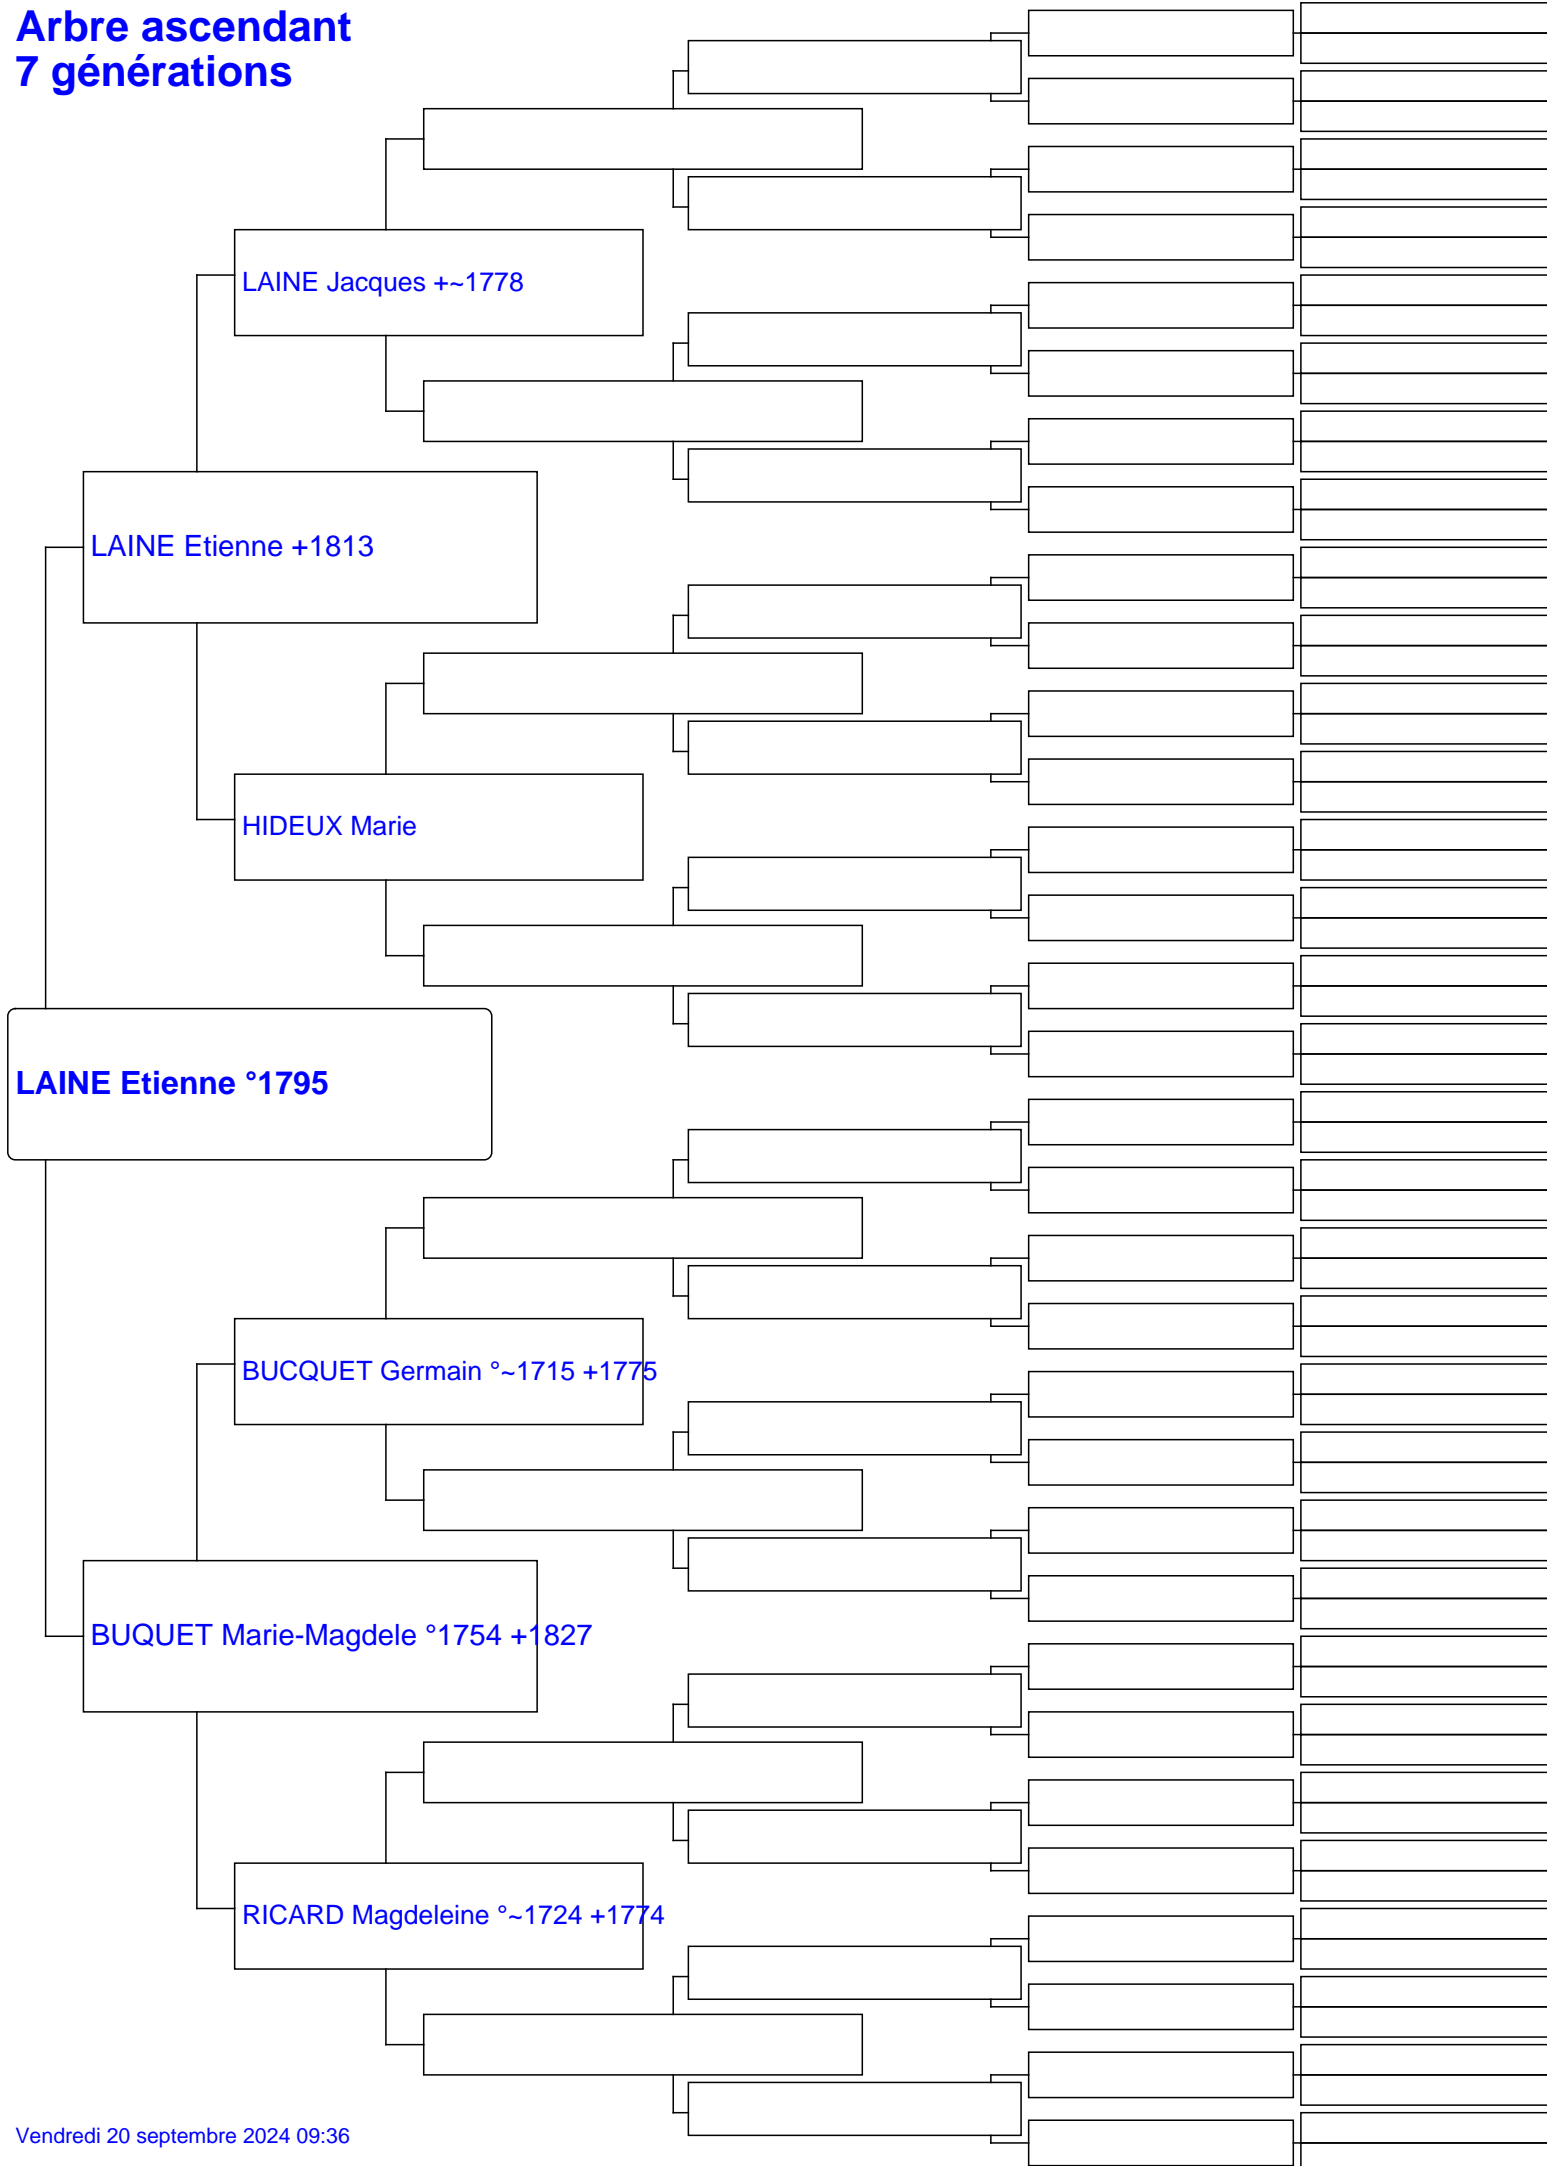 Arbre ascendant
7 générations
LAINE Jacques +~1778
LAINE Etienne +1813
HIDEUX Marie
LAINE Etienne °1795
BUCQUET Germain °~1715 +1775
BUQUET Marie-Magdele °1754 +1827
RICARD Magdeleine °~1724 +1774
Vendredi 20 septembre 2024 09:36